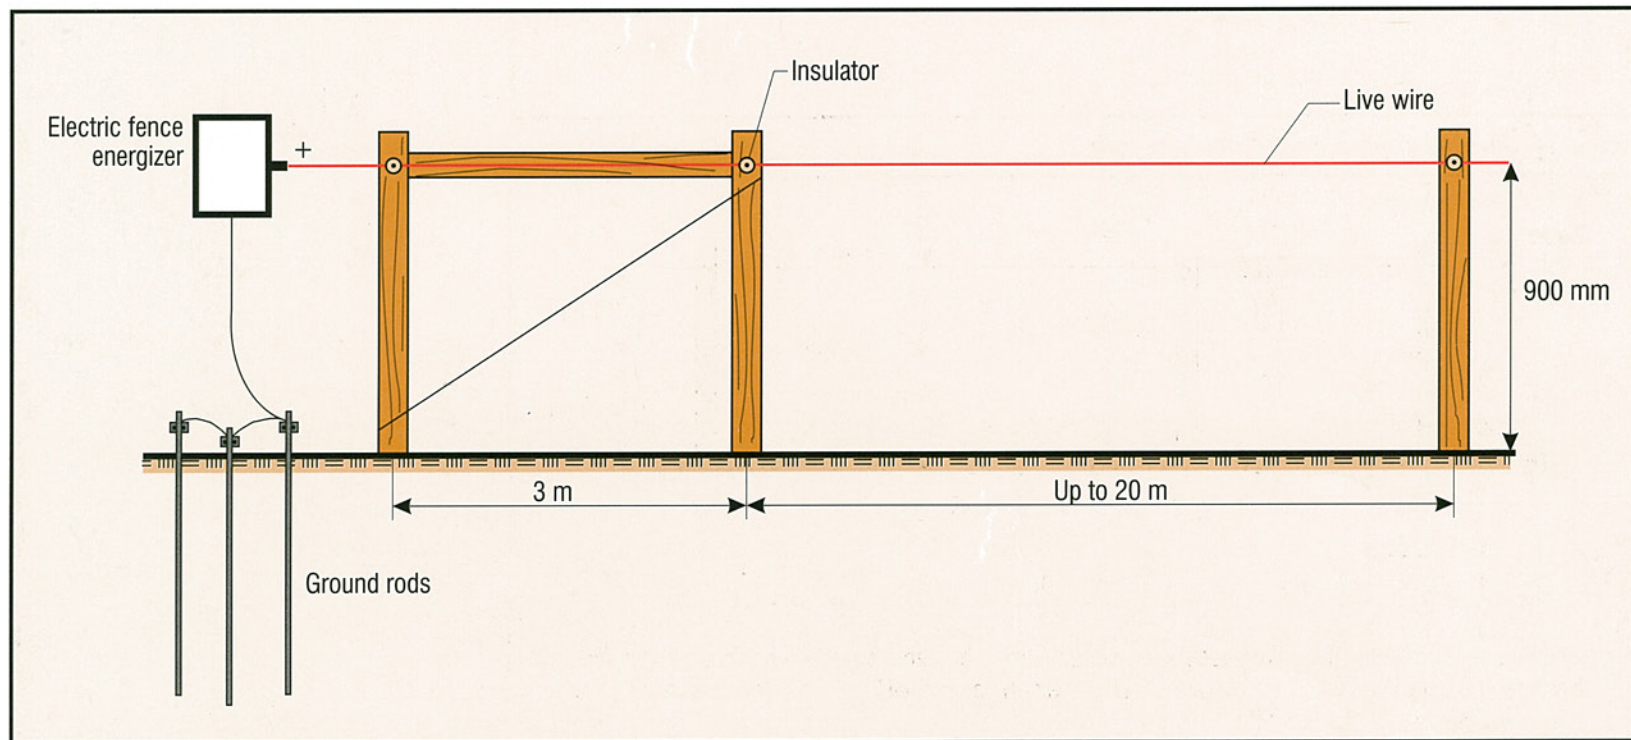 Insulator
Live wire
Electric fence
energizer
+
900 mm
3 m
Up to 20 m
Ground rods